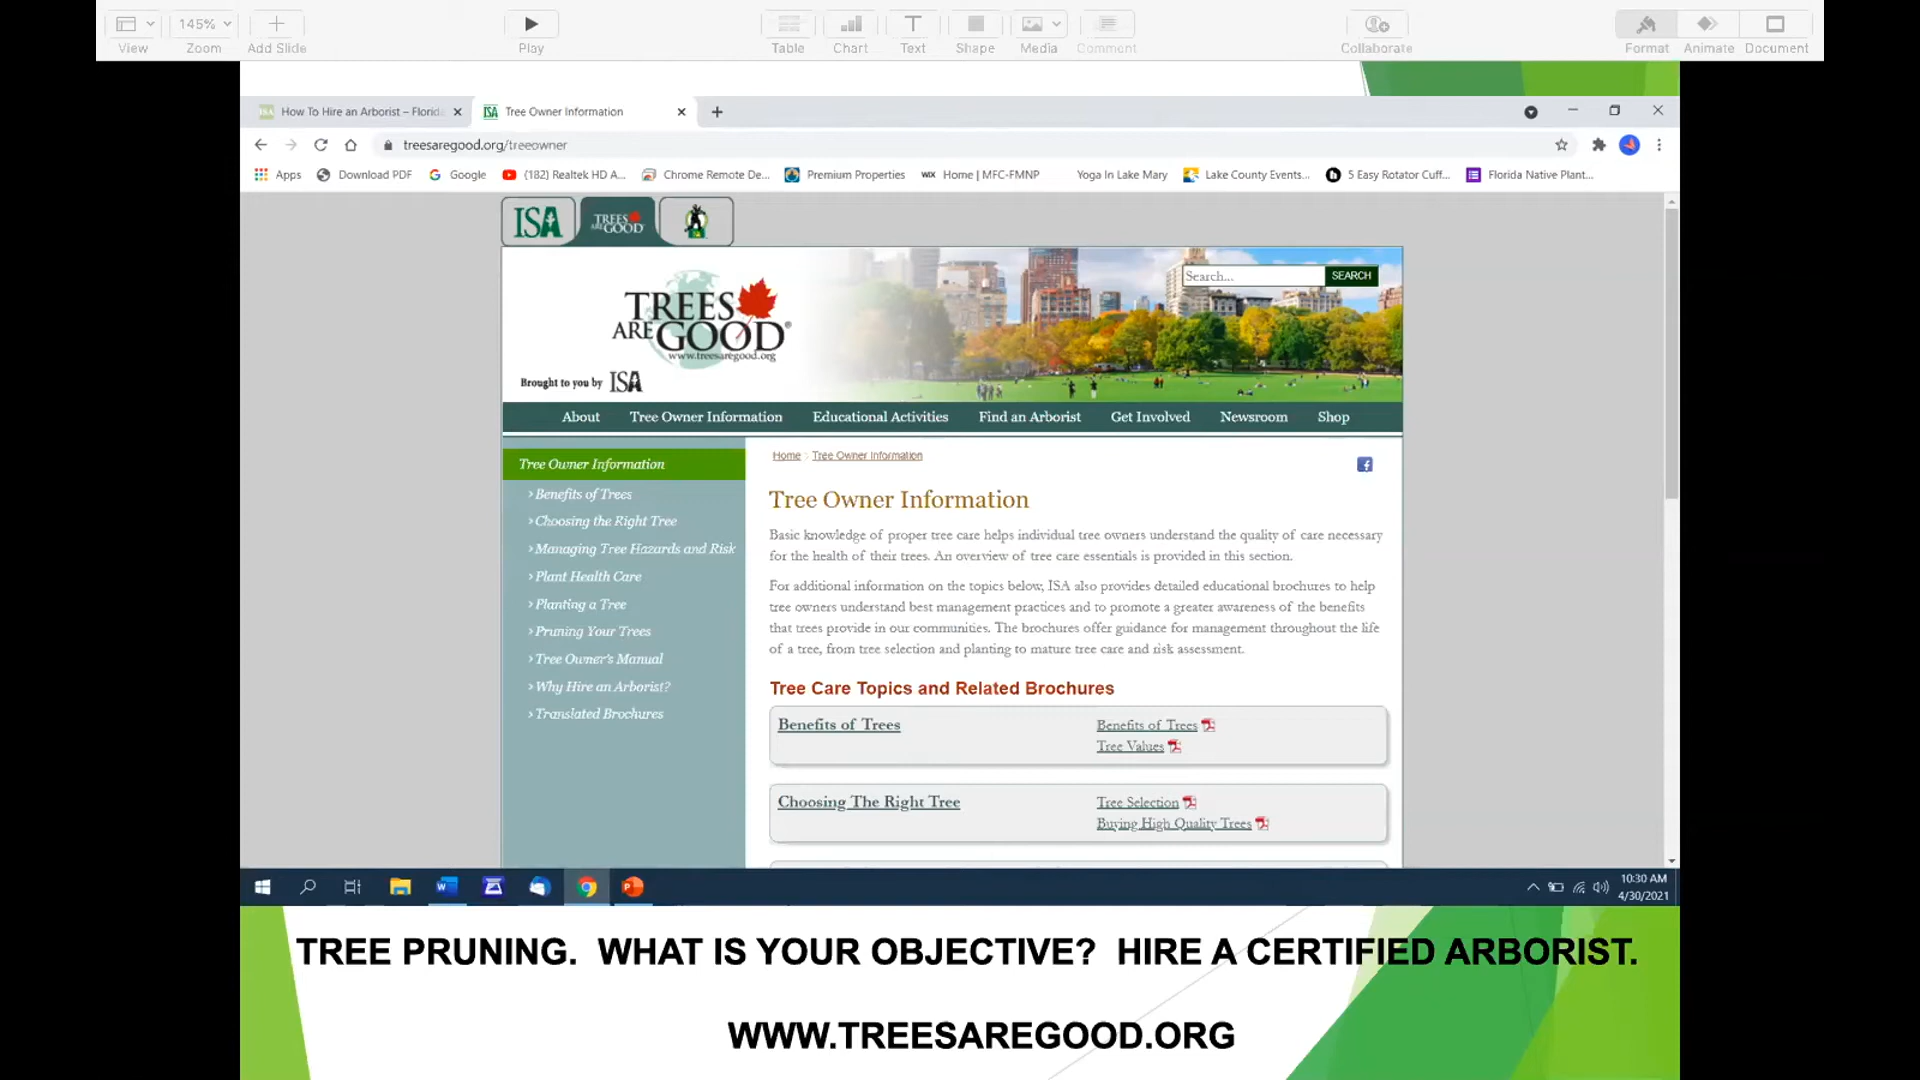 145%
View Zoom Add Slide Play Table Chart Text Shape Media Comment Collaborate Format Animate Document
How To Hire an Arborist – Florid
ISA Tree Owner Information
treesaregood.org/treeowner
Apps Download PDF Google (182) Realtek HD A... Chrome Remote De... Premium Properties WIX Home | MFC-FMNP Yoga In Lake Mary Lake County Events... 5 Easy Rotator Cuff... Florida Native Plant...
ISA TREES ARE GOOD
Search... SEARCH
TREES
ARE GOOD®
www.treesaregood.org
Brought to you by ISA
About Tree Owner Information Educational Activities Find an Arborist Get Involved Newsroom Shop
Tree Owner Information
› Benefits of Trees
› Choosing the Right Tree
› Managing Tree Hazards and Risk
› Plant Health Care
› Planting a Tree
› Pruning Your Trees
› Tree Owner's Manual
› Why Hire an Arborist?
› Translated Brochures
Home › Tree Owner Information
Tree Owner Information
Basic knowledge of proper tree care helps individual tree owners understand the quality of care necessary
for the health of their trees. An overview of tree care essentials is provided in this section.
For additional information on the topics below, ISA also provides detailed educational brochures to help
tree owners understand best management practices and to promote a greater awareness of the benefits
that trees provide in our communities. The brochures offer guidance for management throughout the life
of a tree, from tree selection and planting to mature tree care and risk assessment.
Tree Care Topics and Related Brochures
Benefits of Trees Benefits of Trees
Tree Values
Choosing The Right Tree Tree Selection
Buying High Quality Trees
10:30 AM
4/30/2021
TREE PRUNING. WHAT IS YOUR OBJECTIVE? HIRE A CERTIFIED ARBORIST.
WWW.TREESAREGOOD.ORG